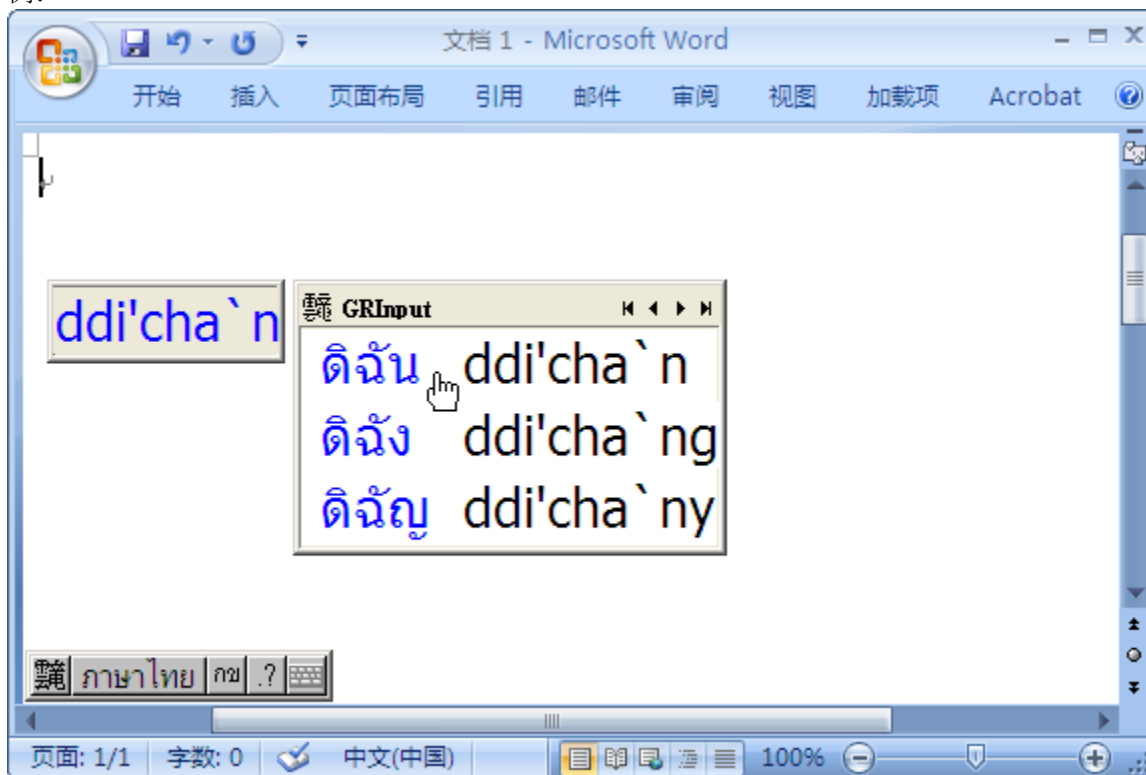 文档 1 - Microsoft Word
开始 插入 页面布局 引用 邮件 审阅 视图 加载项 Acrobat
ddi'cha`n
GRInput
ดิฉัน ddi'cha`n
ดิฉัง ddi'cha`ng
ดิฉัญ ddi'cha`ny
ภาษาไทย กข .?
页面: 1/1 字数: 0 中文(中国) 100%